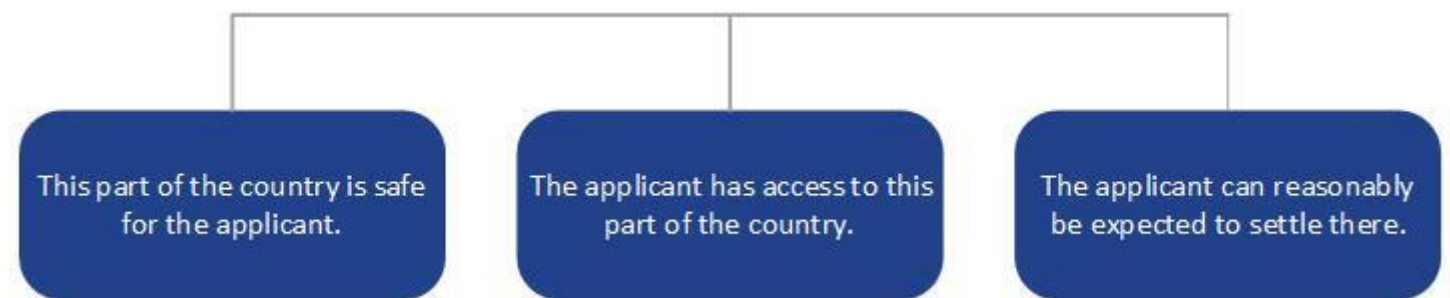 This part of the country is safe
for the applicant.
The applicant has access to this
part of the country.
The applicant can reasonably
be expected to settle there.